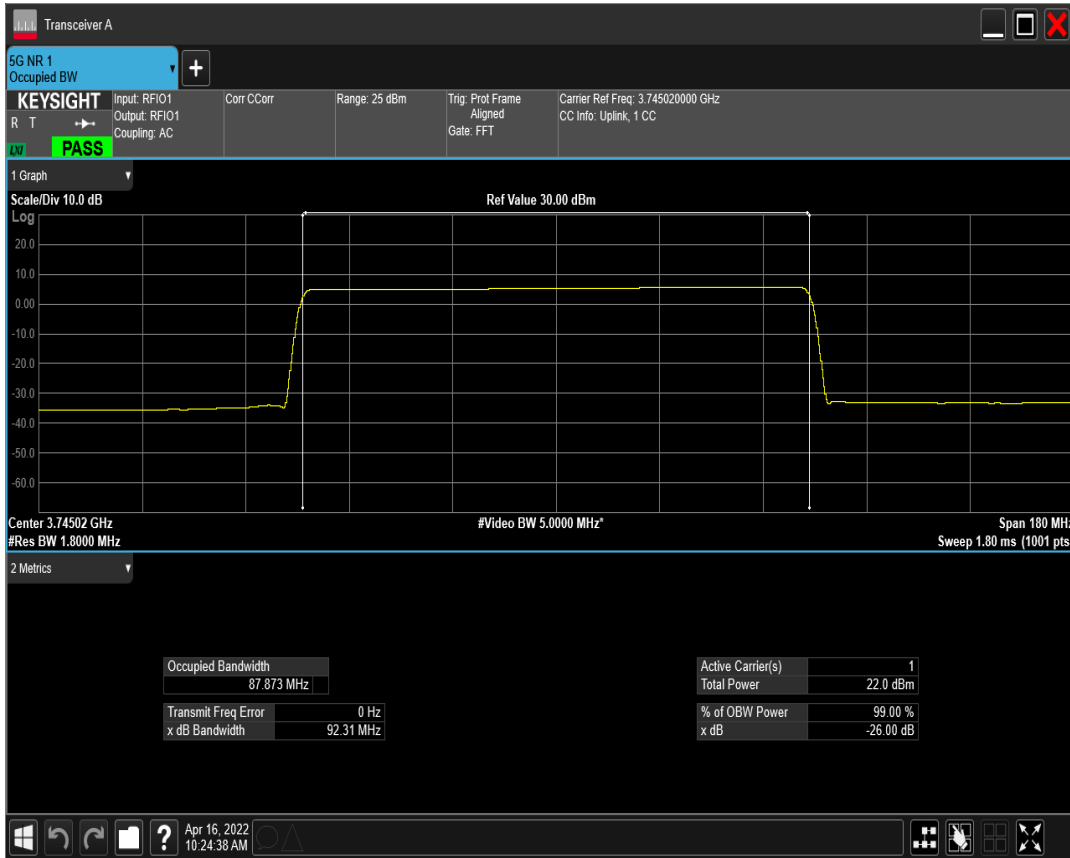 Transceiver A
5G NR 1
Occupied BW
KEYSIGHT
R T
LXI
PASS
Input: RFIO1
Output: RFIO1
Coupling: AC
Corr CCorr
Range: 25 dBm
Trig: Prot Frame
Aligned
Gate: FFT
Carrier Ref Freq: 3.745020000 GHz
CC Info: Uplink, 1 CC
1 Graph
Scale/Div 10.0 dB
Ref Value 30.00 dBm
Log
20.0
10.0
0.00
-10.0
-20.0
-30.0
-40.0
-50.0
-60.0
Center 3.74502 GHz
#Video BW 5.0000 MHz*
Span 180 MHz
#Res BW 1.8000 MHz
Sweep 1.80 ms (1001 pts
2 Metrics
Occupied Bandwidth
87.873 MHz
Transmit Freq Error 0 Hz
x dB Bandwidth 92.31 MHz
Active Carrier(s) 1
Total Power 22.0 dBm
% of OBW Power 99.00 %
x dB -26.00 dB
?
Apr 16, 2022
10:24:38 AM